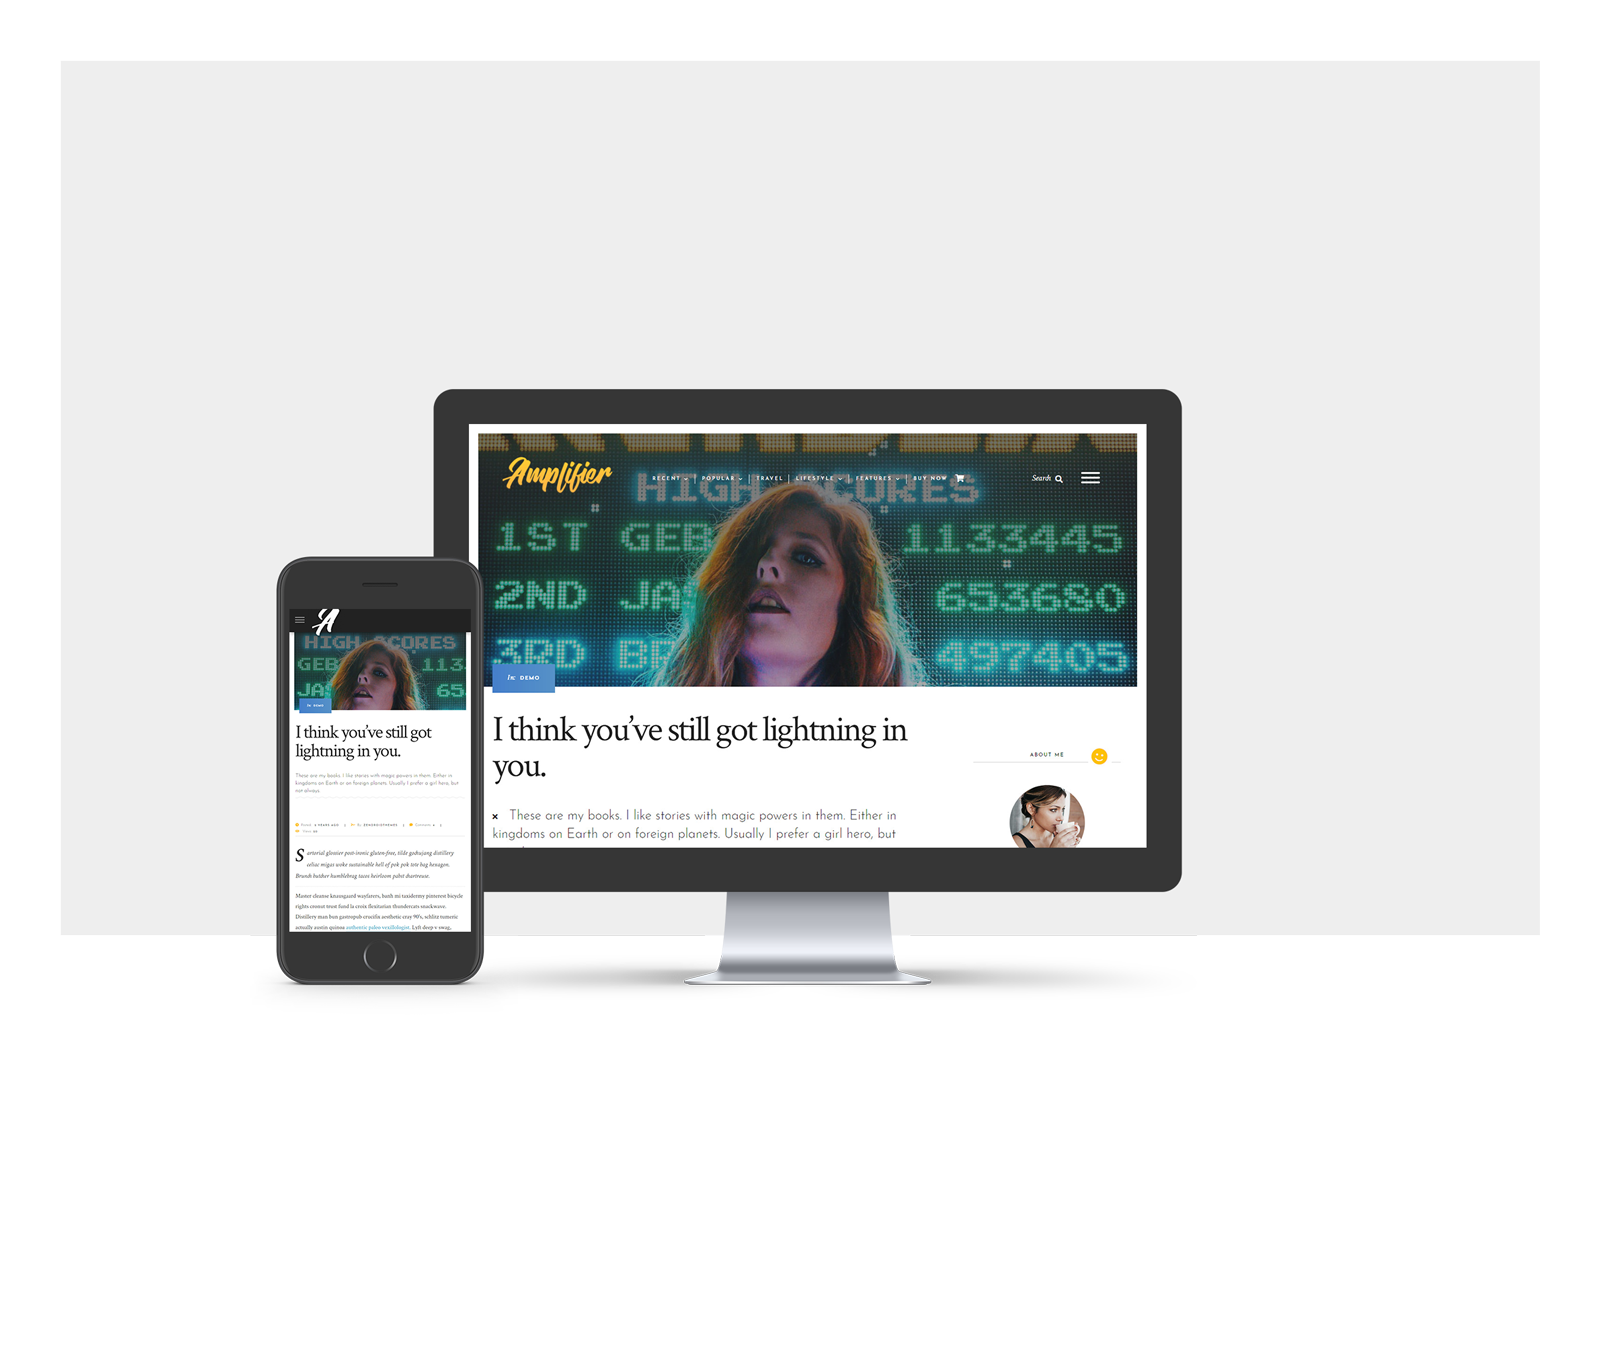 Amplifier
RECENT | POPULAR | TRAVEL | LIFESTYLE | FEATURES | BUY NOW
Search
HIGH SCORES
1ST GEB 1133445
2ND JA 653680
3RD BR 497405
In: DEMO
I think you've still got lightning in
you.
ABOUT ME
× These are my books. I like stories with magic powers in them. Either in
kingdoms on Earth or on foreign planets. Usually I prefer a girl hero, but
A
HIGH SCORES
GEB 113
JAS 65
In: DEMO
I think you've still got
lightning in you.
These are my books. I like stories with magic powers in them. Either in
kingdoms on Earth or on foreign planets. Usually I prefer a girl hero, but
not always.
Sartorial glossier post-ironic gluten-free, tilde gochujang distillery
celiac migas woke sustainable hell of pok pok tote bag hexagon.
Brunch butcher humblebrag tacos heirloom pabst chartreuse.
Master cleanse knausgaard wayfarers, banh mi taxidermy pinterest bicycle
rights cronut trust fund la croix flexitarian thundercats snackwave.
Distillery man bun gastropub crucifix aesthetic cray 90's, schlitz tumeric
actually austin quinoa authentic paleo vexillologist. Lyft deep v swag,